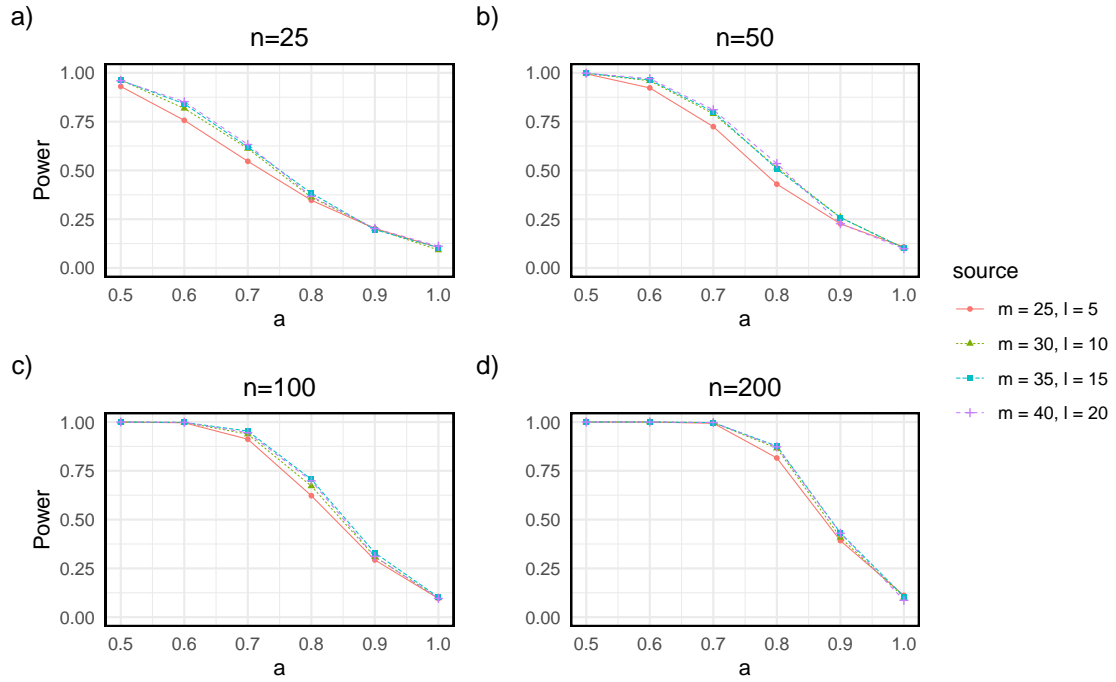 a)
n=25
Power
1.00
0.75
0.50
0.25
0.00
0.5 0.6 0.7 0.8 0.9 1.0
a
b)
n=50
1.00
0.75
0.50
0.25
0.00
0.5 0.6 0.7 0.8 0.9 1.0
a
c)
n=100
Power
1.00
0.75
0.50
0.25
0.00
0.5 0.6 0.7 0.8 0.9 1.0
a
d)
n=200
1.00
0.75
0.50
0.25
0.00
0.5 0.6 0.7 0.8 0.9 1.0
a
source
m = 25, l = 5
m = 30, l = 10
m = 35, l = 15
m = 40, l = 20